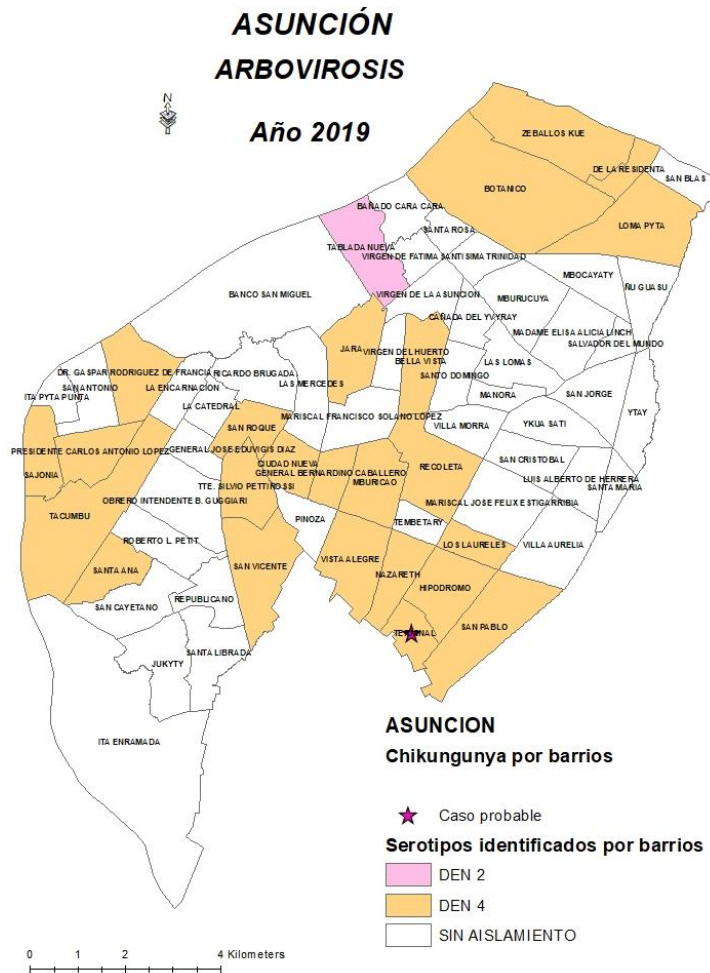 ASUNCIÓN
ARBOVIROSIS
Año 2019
N
ZEBALLOS KUE
DE LA RESIDENTA
SAN BLAS
BOTANICO
BAÑADO CARA CARA
LOMA PYTA
SANTA ROSA
TABLADA NUEVA
VIRGEN DE FATIMA SANTISIMA TRINIDAD
MBOCAYATY
ÑU GUASU
BANCO SAN MIGUEL
VIRGEN DE LA ASUNCION
MBURUCUYA
CAÑADA DEL YVYRAY
MADAME ELISA ALICIA LINCH
SALVADOR DEL MUNDO
JARA
VIRGEN DEL HUERTO
BELLA VISTA
DR. GASPAR RODRIGUEZ DE FRANCIA
RICARDO BRUGADA
LAS LOMAS
SANTO DOMINGO
SAN ANTONIO
LA ENCARNACION
LAS MERCEDES
ITA PYTA PUNTA
MANORA
SAN JORGE
LA CATEDRAL
MARISCAL FRANCISCO SOLANO LOPEZ
YTAY
SAN ROQUE
VILLA MORRA
YKUA SATI
PRESIDENTE CARLOS ANTONIO LOPEZ
GENERAL JOSE EDUVIGIS DIAZ
SAN CRISTOBAL
CIUDAD NUEVA
RECOLETA
SAJONIA
GENERAL BERNARDINO CABALLERO
LUIS ALBERTO DE HERRERA
TTE. SILVIO PETTIROSSI
MBURICAO
SANTA MARIA
OBRERO INTENDENTE B. GUGGIARI
MARISCAL JOSE FELIX ESTIGARRIBIA
TACUMBU
PINOZA
TEMBETARY
ROBERTO L. PETIT
LOS LAURELES
VILLA AURELIA
VISTA ALEGRE
SANTA ANA
SAN VICENTE
NAZARETH
HIPODROMO
REPUBLICANO
SAN CAYETANO
SAN PABLO
TERMINAL
SANTA LIBRADA
JUKYTY
ITA ENRAMADA
ASUNCION
Chikungunya por barrios
Caso probable
Serotipos identificados por barrios
DEN 2
DEN 4
SIN AISLAMIENTO
0 1 2 4 Kilometers